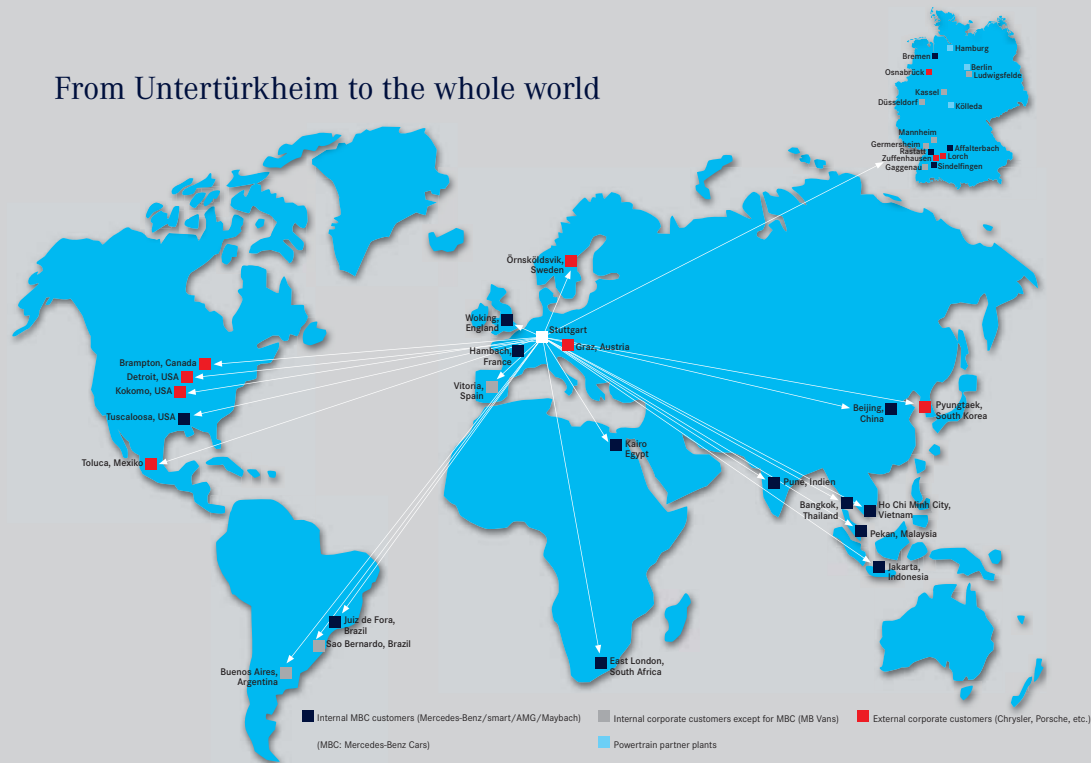 From Untertürkheim to the whole world
Hamburg
Bremen
Berlin
Osnabrück
Ludwigsfelde
Kassel
Düsseldorf
Kölleda
Mannheim
Germersheim
Affalterbach
Rastatt
Lorch
Zuffenhausen
Sindelfingen
Gaggenau
Örnsköldsvik,
Sweden
Woking,
England
Stuttgart
Hambach,
France
Graz, Austria
Vitoria,
Spain
Brampton, Canada
Detroit, USA
Kokomo, USA
Tuscaloosa, USA
Toluca, Mexiko
Beijing,
China
Pyungtaek,
South Korea
Kairo
Egypt
Pune, Indien
Bangkok,
Thailand
Ho Chi Minh City,
Vietnam
Pekan, Malaysia
Jakarta,
Indonesia
Juiz de Fora,
Brazil
Sao Bernardo, Brazil
Buenos Aires,
Argentina
East London,
South Africa
Internal MBC customers (Mercedes-Benz/smart/AMG/Maybach)
Internal corporate customers except for MBC (MB Vans)
External corporate customers (Chrysler, Porsche, etc.)
(MBC: Mercedes-Benz Cars)
Powertrain partner plants